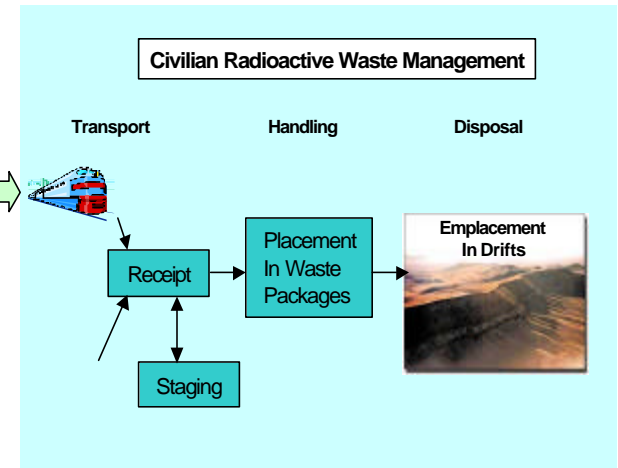 Civilian Radioactive Waste Management
Transport
Handling
Disposal
Emplacement
In Drifts
Placement
In Waste
Packages
Receipt
Staging